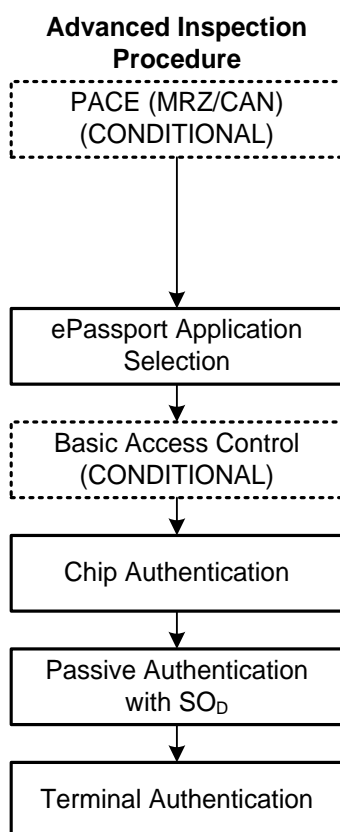 Advanced Inspection
Procedure
PACE (MRZ/CAN)
(CONDITIONAL)
ePassport Application
Selection
Basic Access Control
(CONDITIONAL)
Chip Authentication
Passive Authentication
with SOD
Terminal Authentication